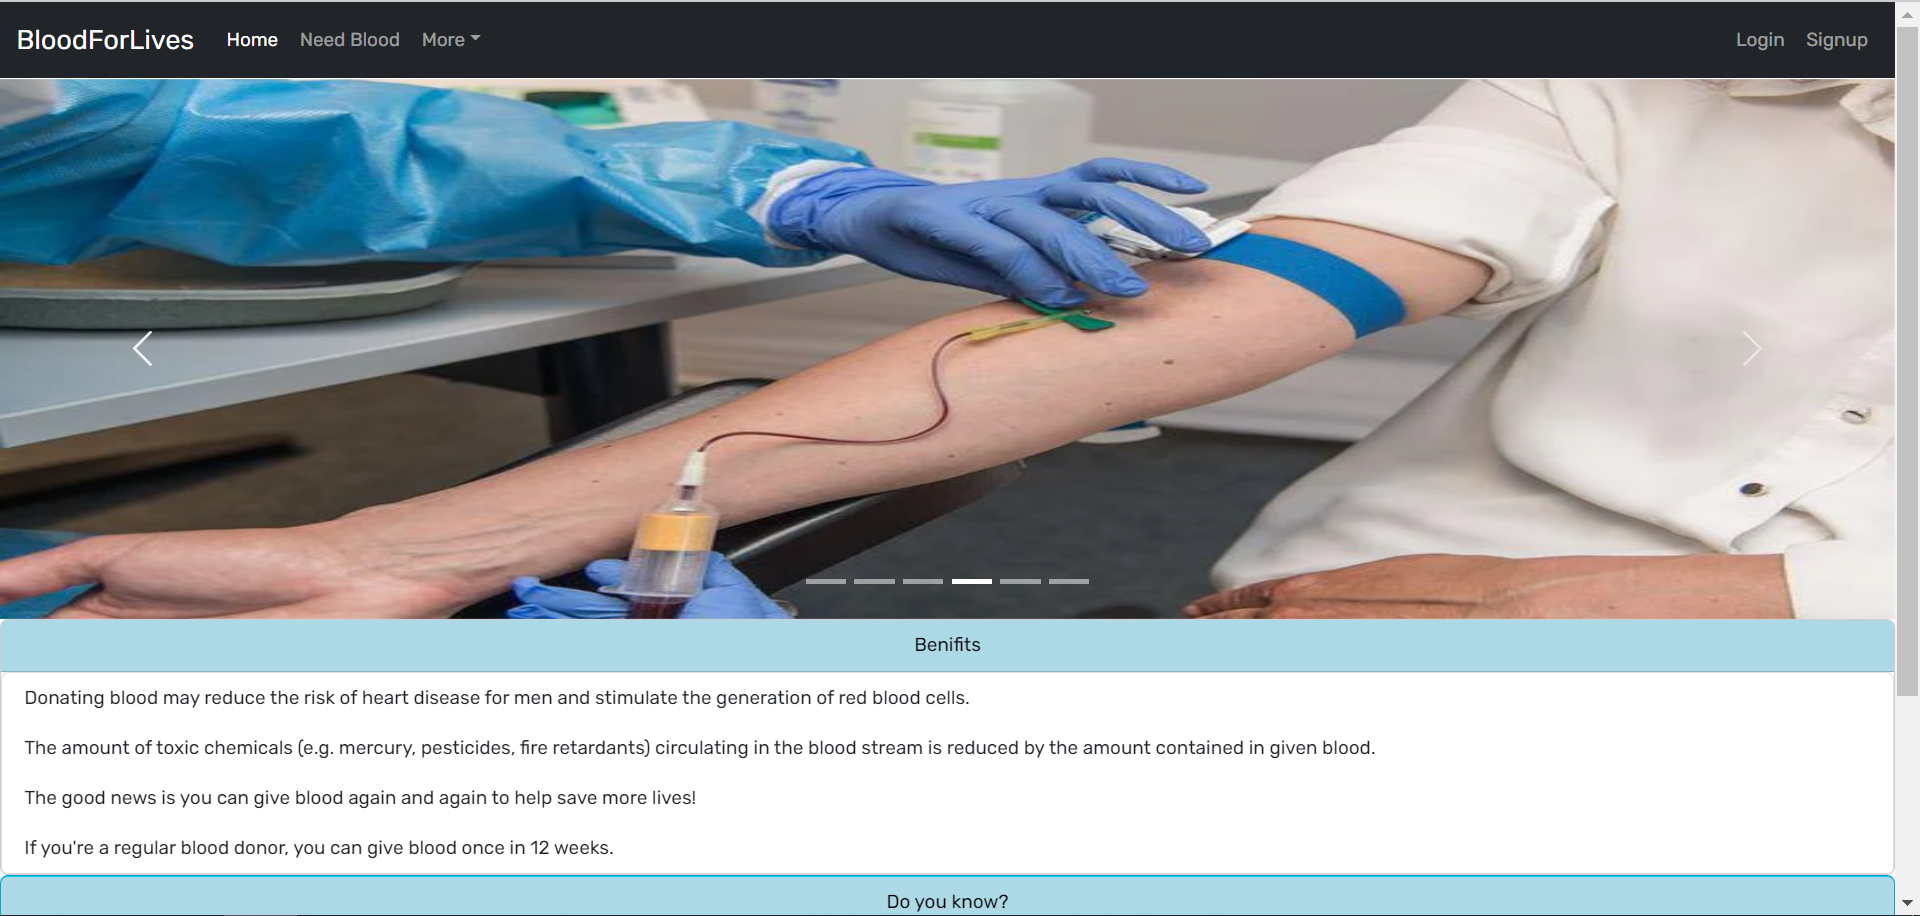 BloodForLives Home Need Blood More Login Signup
Benifits
Donating blood may reduce the risk of heart disease for men and stimulate the generation of red blood cells.
The amount of toxic chemicals (e.g. mercury, pesticides, fire retardants) circulating in the blood stream is reduced by the amount contained in given blood.
The good news is you can give blood again and again to help save more lives!
If you're a regular blood donor, you can give blood once in 12 weeks.
Do you know?